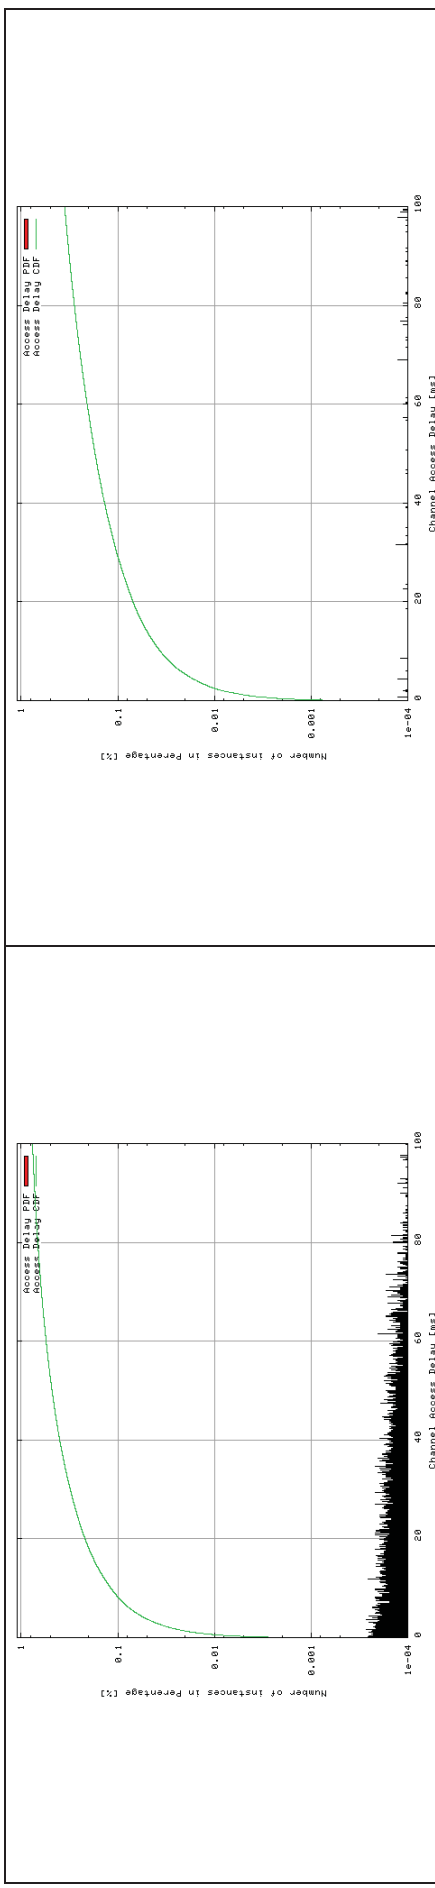 Access Delay PDF
Access Delay CDF
Number of instances in Perentage [%]
1
0.1
0.01
0.001
1e-04
0 20 40 60 80 100
Channel Access Delay [ms]
Access Delay PDF
Access Delay CDF
Number of instances in Perentage [%]
1
0.1
0.01
0.001
1e-04
0 20 40 60 80 100
Channel Access Delay [ms]